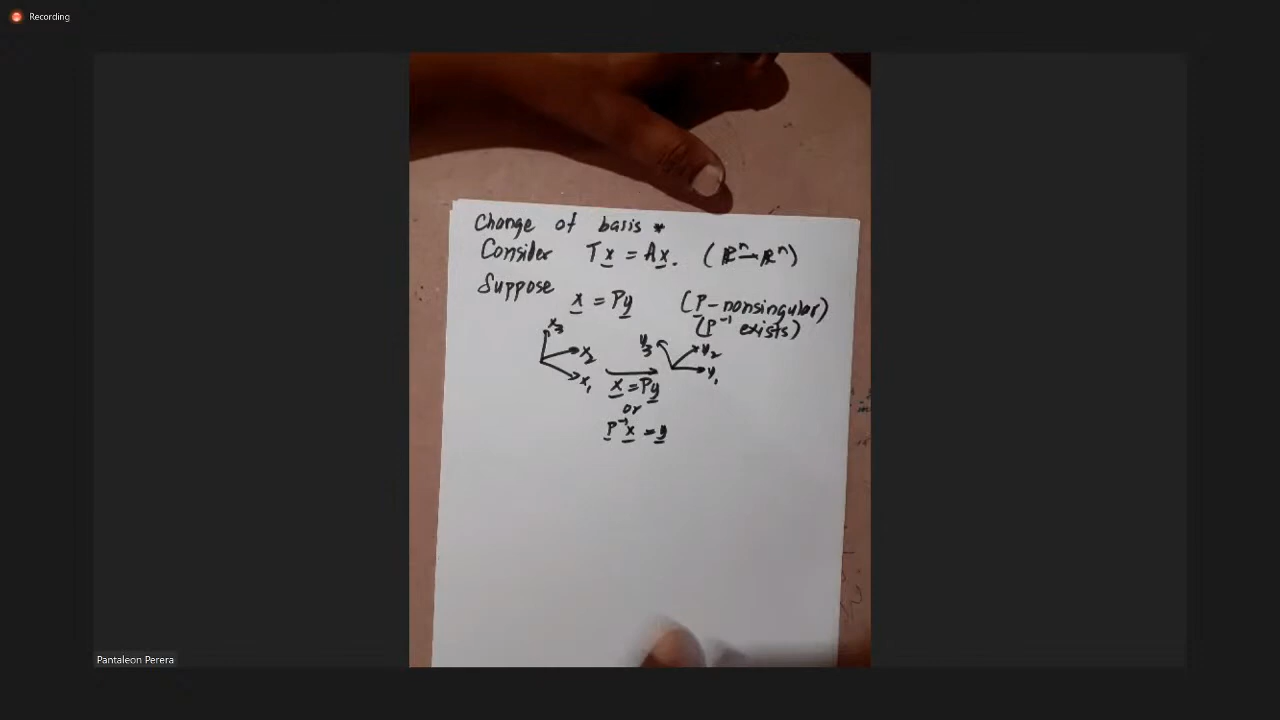 Recording
Change of basis *
Consider Tx = Ax. (ℝⁿ→ℝⁿ)
Suppose
x = Py (P-nonsingular)
(P⁻¹ exists)
x₃ x₂ x₁ y₃ y₂ y₁
x = Py
or
P⁻¹x = y
Pantaleon Perera